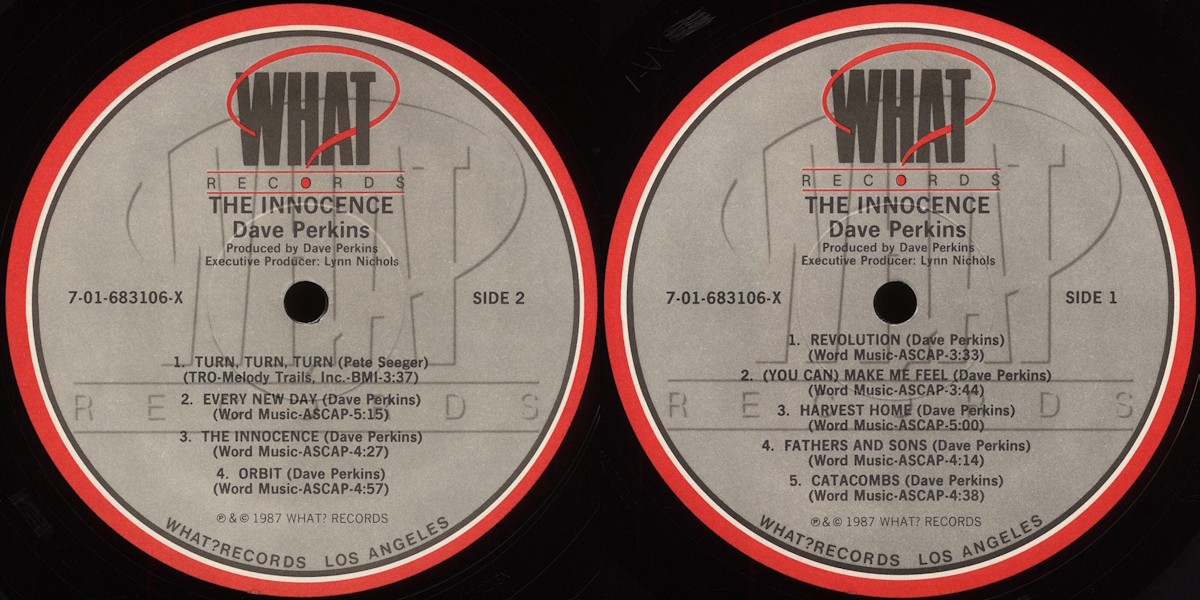 WHAT
RECORDS
THE INNOCENCE
Dave Perkins
Produced by Dave Perkins
Executive Producer: Lynn Nichols
7-01-683106-X
SIDE 2
1. TURN, TURN, TURN (Pete Seeger)
(TRO-Melody Trails, Inc.-BMI-3:37)
2. EVERY NEW DAY (Dave Perkins)
(Word Music-ASCAP-5:15)
3. THE INNOCENCE (Dave Perkins)
(Word Music-ASCAP-4:27)
4. ORBIT (Dave Perkins)
(Word Music-ASCAP-4:57)
℗ & © 1987 WHAT? RECORDS
WHAT?RECORDS LOS ANGELES
WHAT
RECORDS
WHAT
RECORDS
THE INNOCENCE
Dave Perkins
Produced by Dave Perkins
Executive Producer: Lynn Nichols
7-01-683106-X
SIDE 1
1. REVOLUTION (Dave Perkins)
(Word Music-ASCAP-3:33)
2. (YOU CAN) MAKE ME FEEL (Dave Perkins)
(Word Music-ASCAP-3:44)
3. HARVEST HOME (Dave Perkins)
(Word Music-ASCAP-5:00)
4. FATHERS AND SONS (Dave Perkins)
(Word Music-ASCAP-4:14)
5. CATACOMBS (Dave Perkins)
(Word Music-ASCAP-4:38)
℗ & © 1987 WHAT? RECORDS
WHAT?RECORDS LOS ANGELES
WHAT
RECORDS